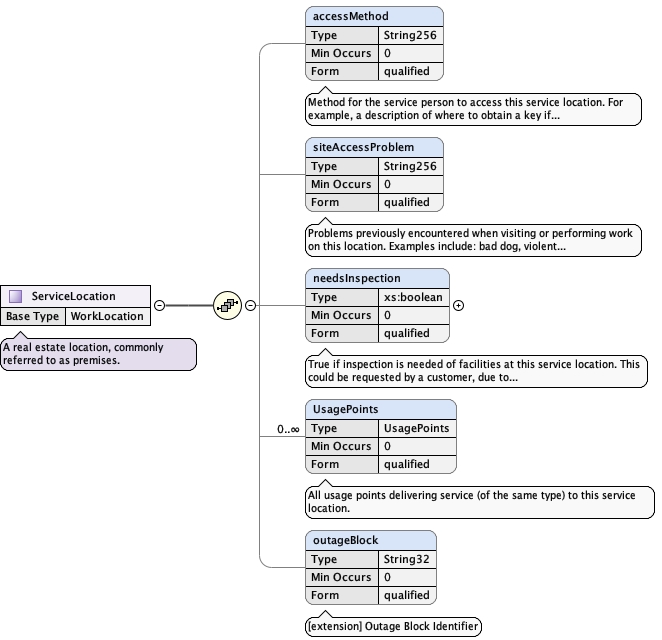 accessMethod
Type String256
Min Occurs 0
Form qualified
Method for the service person to access this service location. For
example, a description of where to obtain a key if...
siteAccessProblem
Type String256
Min Occurs 0
Form qualified
Problems previously encountered when visiting or performing work
on this location. Examples include: bad dog, violent...
ServiceLocation
Base Type WorkLocation
A real estate location, commonly
referred to as premises.
needsInspection
Type xs:boolean
Min Occurs 0
Form qualified
True if inspection is needed of facilities at this service location. This
could be requested by a customer, due to...
0..∞
UsagePoints
Type UsagePoints
Min Occurs 0
Form qualified
All usage points delivering service (of the same type) to this service
location.
outageBlock
Type String32
Min Occurs 0
Form qualified
[extension] Outage Block Identifier